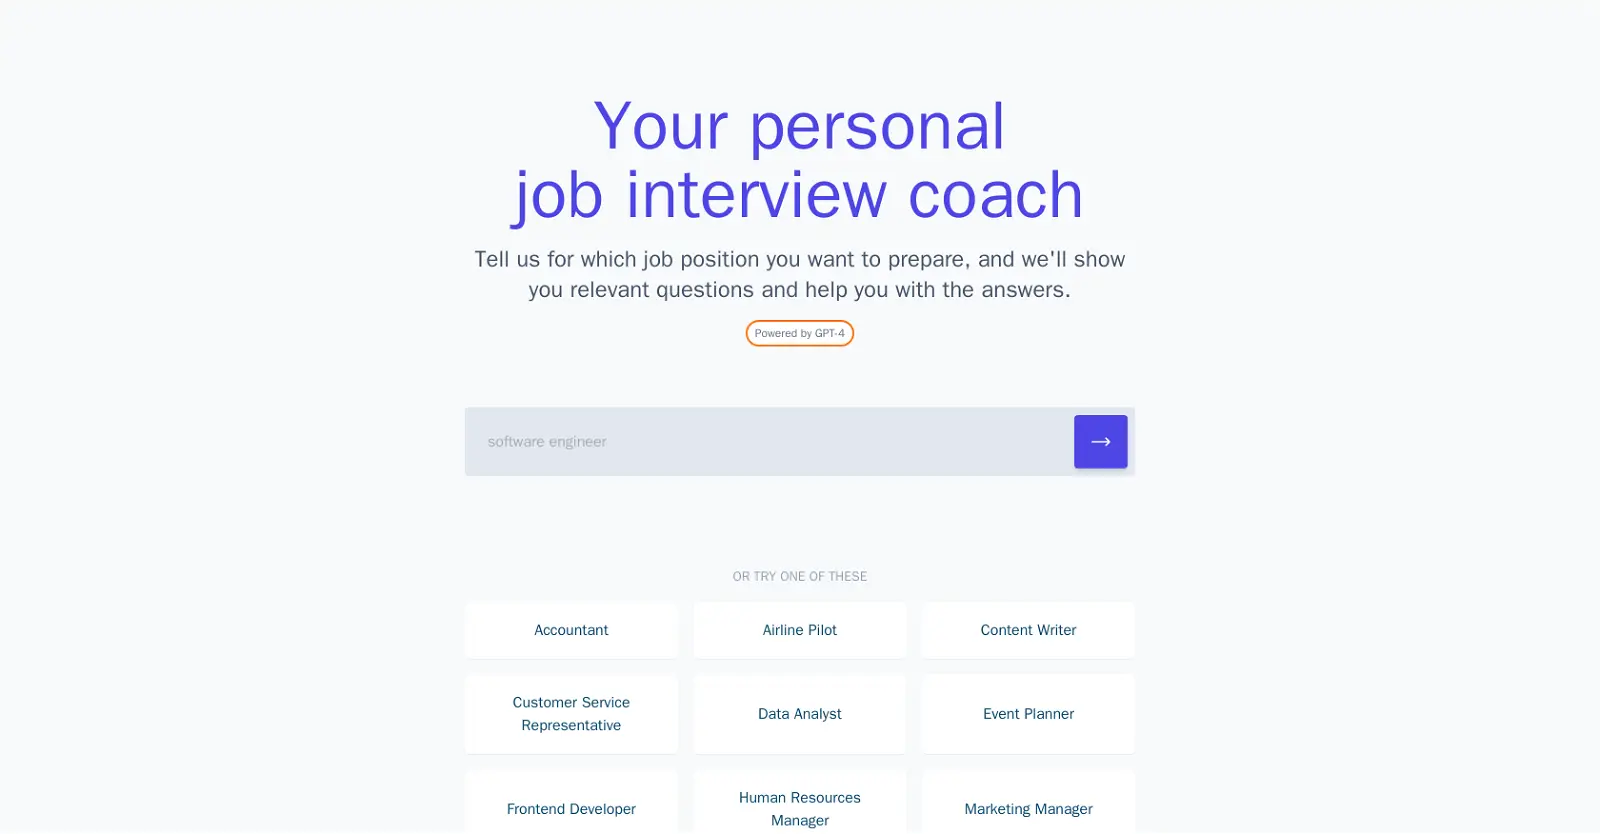 Your personal
job interview coach
Tell us for which job position you want to prepare, and we'll show
you relevant questions and help you with the answers.
Powered by GPT-4
software engineer
OR TRY ONE OF THESE
Accountant
Airline Pilot
Content Writer
Customer Service
Representative
Data Analyst
Event Planner
Frontend Developer
Human Resources
Manager
Marketing Manager